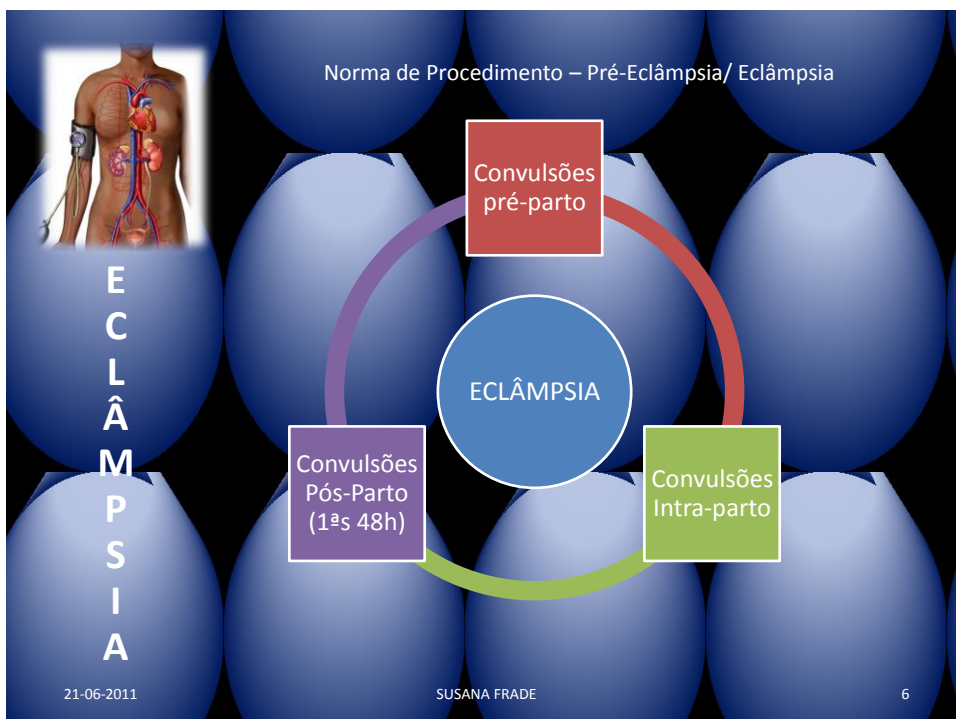 Norma de Procedimento – Pré-Eclâmpsia/ Eclâmpsia
E
C
L
Â
M
P
S
I
A
Convulsões
pré-parto
ECLÂMPSIA
Convulsões
Intra-parto
Convulsões
Pós-Parto
(1ªs 48h)
21-06-2011
SUSANA FRADE
6